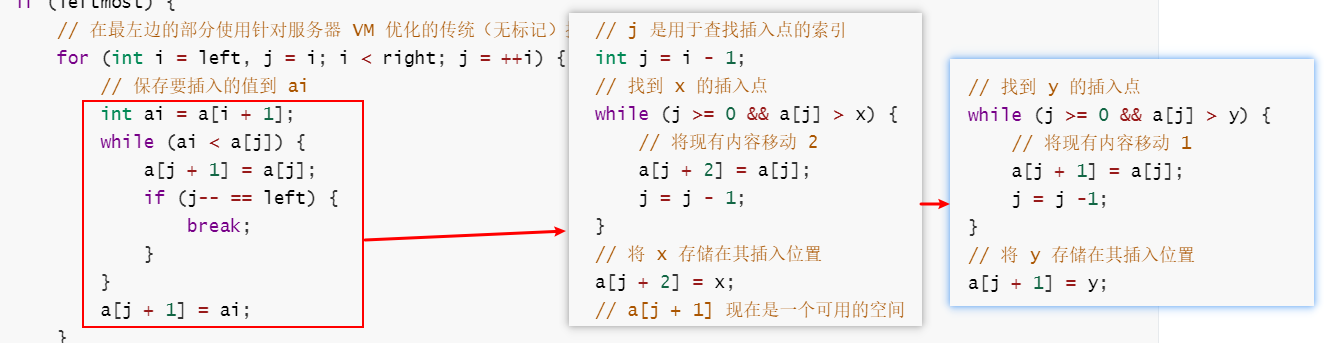 if (leftmost) {
// 在最左边的部分使用针对服务器 VM 优化的传统（无标记）
for (int i = left, j = i; i < right; j = ++i) {
// 保存要插入的值到 ai
int ai = a[i + 1];
while (ai < a[j]) {
a[j + 1] = a[j];
if (j-- == left) {
break;
}
}
a[j + 1] = ai;
}
// j 是用于查找插入点的索引
int j = i - 1;
// 找到 x 的插入点
while (j >= 0 && a[j] > x) {
// 将现有内容移动 2
a[j + 2] = a[j];
j = j - 1;
}
// 将 x 存储在其插入位置
a[j + 2] = x;
// a[j + 1] 现在是一个可用的空间
// 找到 y 的插入点
while (j >= 0 && a[j] > y) {
// 将现有内容移动 1
a[j + 1] = a[j];
j = j -1;
}
// 将 y 存储在其插入位置
a[j + 1] = y;